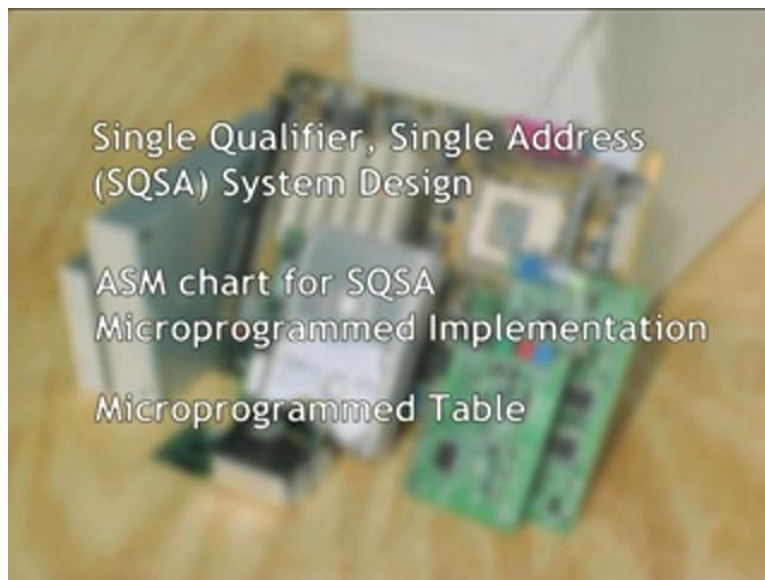 Single Qualifier, Single Address
(SQSA) System Design
ASM chart for SQSA
Microprogrammed Implementation
Microprogrammed Table